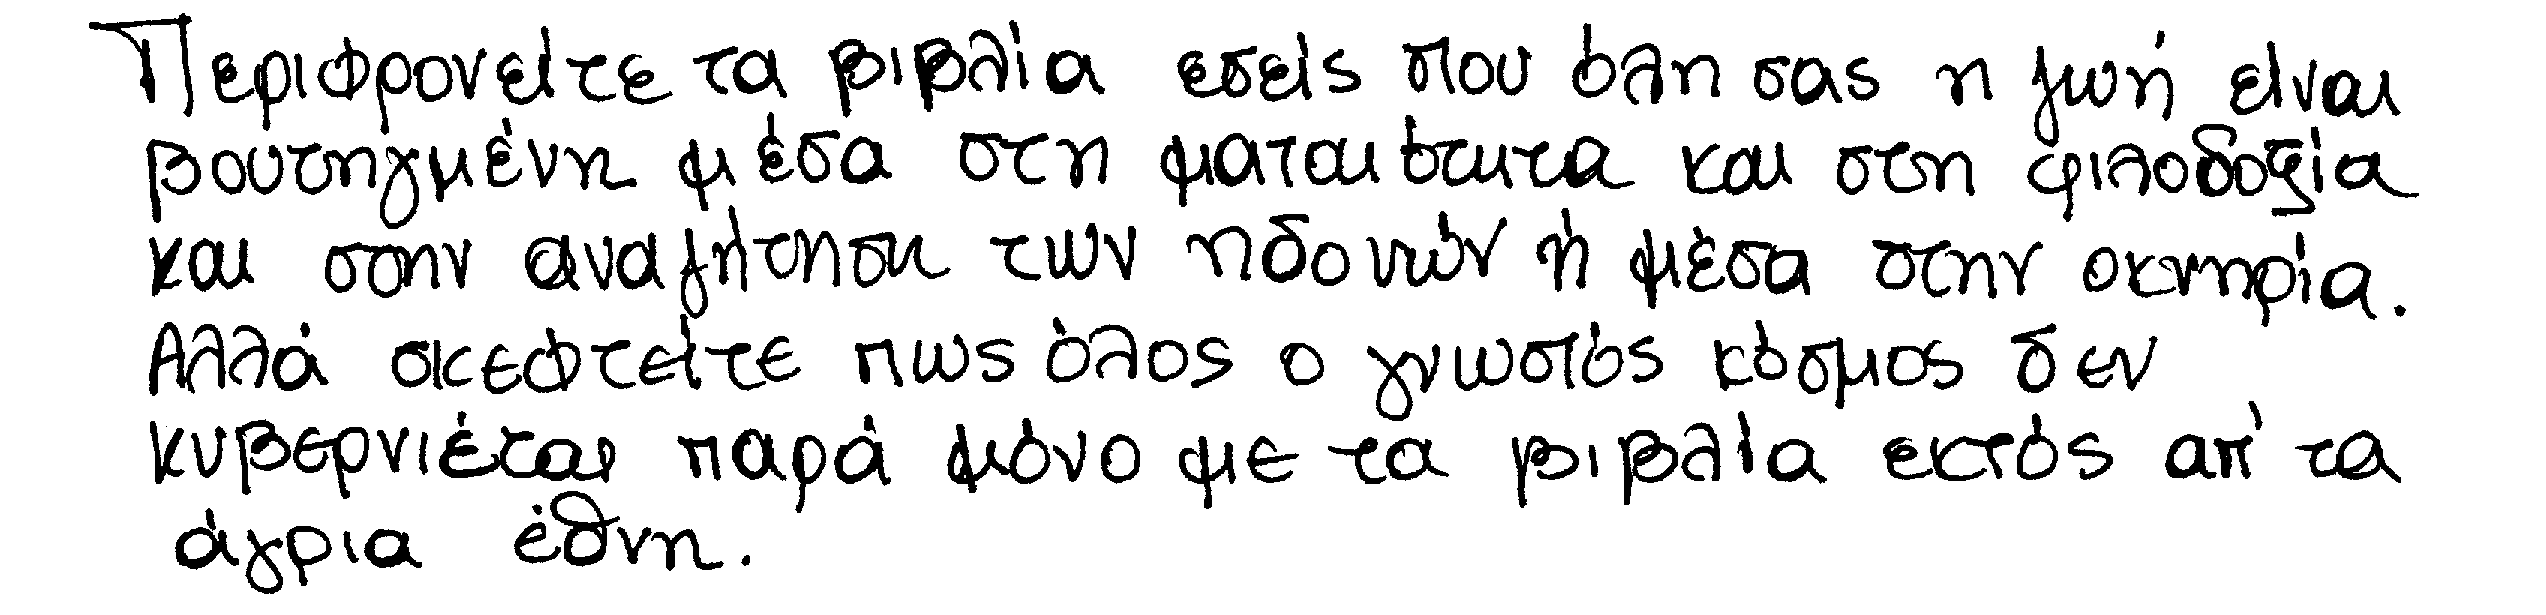 Περιφρονείτε τα βιβλία εσείς που όλη σας η ζωή είναι
βουτηγμένη μέσα στη ματαιότητα και στη φιλοδοξία
και στην αναζήτηση των ηδονών ή μέσα στην οκνηρία.
Αλλά σκεφτείτε πως όλος ο γνωστός κόσμος δεν
κυβερνιέται παρά μόνο με τα βιβλία εκτός απ' τα
άγρια έθνη.